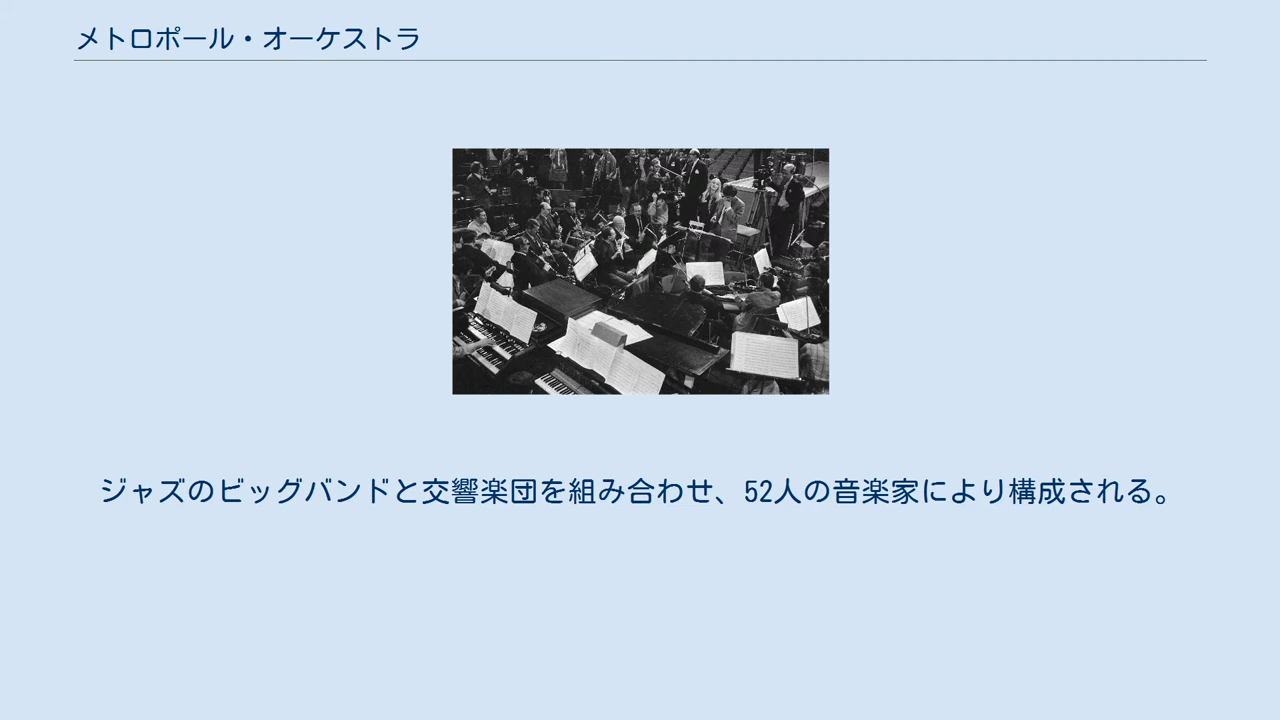 メトロポール・オーケストラ
ジャズのビッグバンドと交響楽団を組み合わせ、52人の音楽家により構成される。